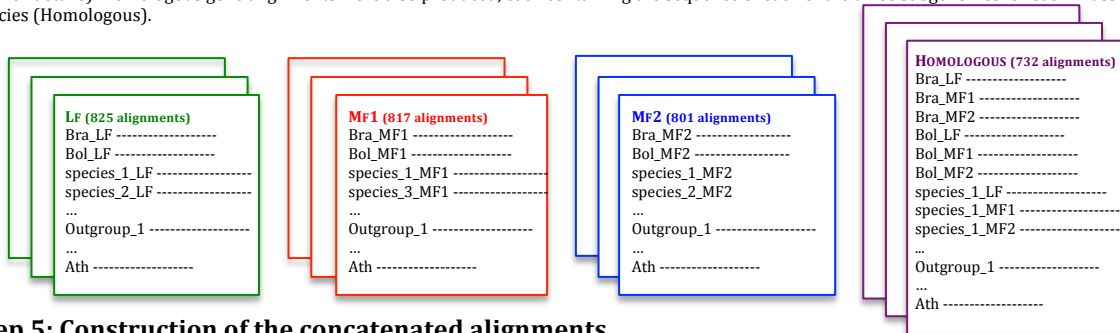 cies (Homologous).
LF (825 alignments)
Bra_LF -------------------
Bol_LF -------------------
species_1_LF ------------------
species_2_LF ------------------
...
Outgroup_1 -------------------
...
Ath -------------------
MF1 (817 alignments)
Bra_MF1 -------------------
Bol_MF1 -------------------
species_1_MF1 ------------------
species_3_MF1 ------------------
...
Outgroup_1 -------------------
...
Ath -------------------
MF2 (801 alignments)
Bra_MF2 -------------------
Bol_MF2 -------------------
species_1_MF2
species_2_MF2
...
Outgroup_1 -------------------
...
Ath -------------------
HOMOLOGOUS (732 alignments)
Bra_LF -------------------
Bra_MF1 -------------------
Bra_MF2 -------------------
Bol_LF -------------------
Bol_MF1 -------------------
Bol_MF2 -------------------
species_1_LF -------------------
species_1_MF1 -------------------
species_1_MF2 -------------------
...
Outgroup_1 -------------------
...
Ath -------------------
ep 5: Construction of the concatenated alignments